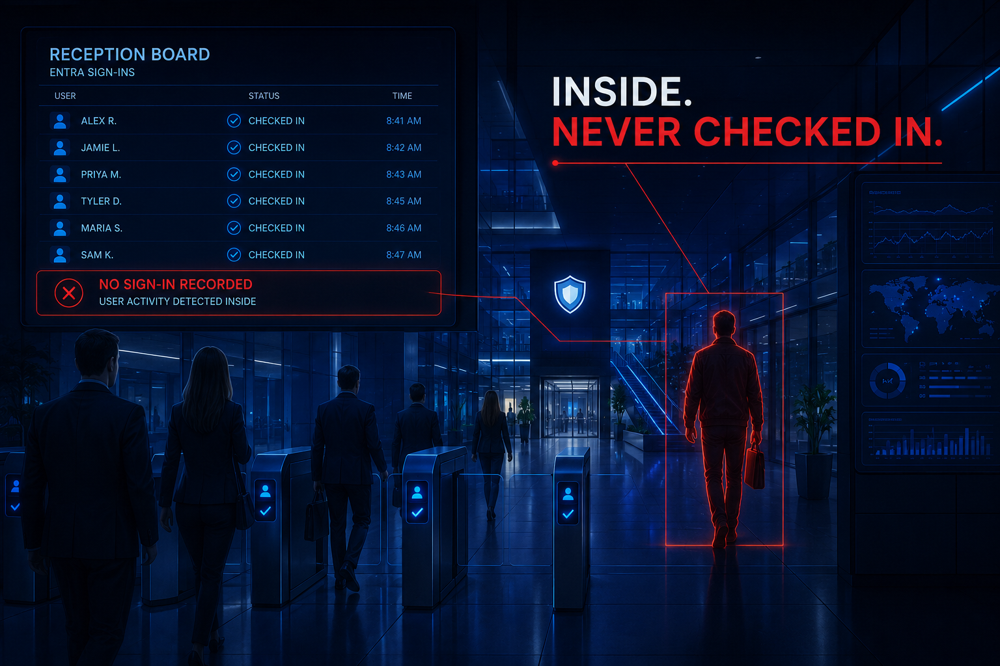 RECEPTION BOARD
ENTRA SIGN-INS
USER STATUS TIME
ALEX R. CHECKED IN 8:41 AM
JAMIE L. CHECKED IN 8:42 AM
PRIYA M. CHECKED IN 8:43 AM
TYLER D. CHECKED IN 8:45 AM
MARIA S. CHECKED IN 8:46 AM
SAM K. CHECKED IN 8:47 AM
NO SIGN-IN RECORDED
USER ACTIVITY DETECTED INSIDE
INSIDE.
NEVER CHECKED IN.